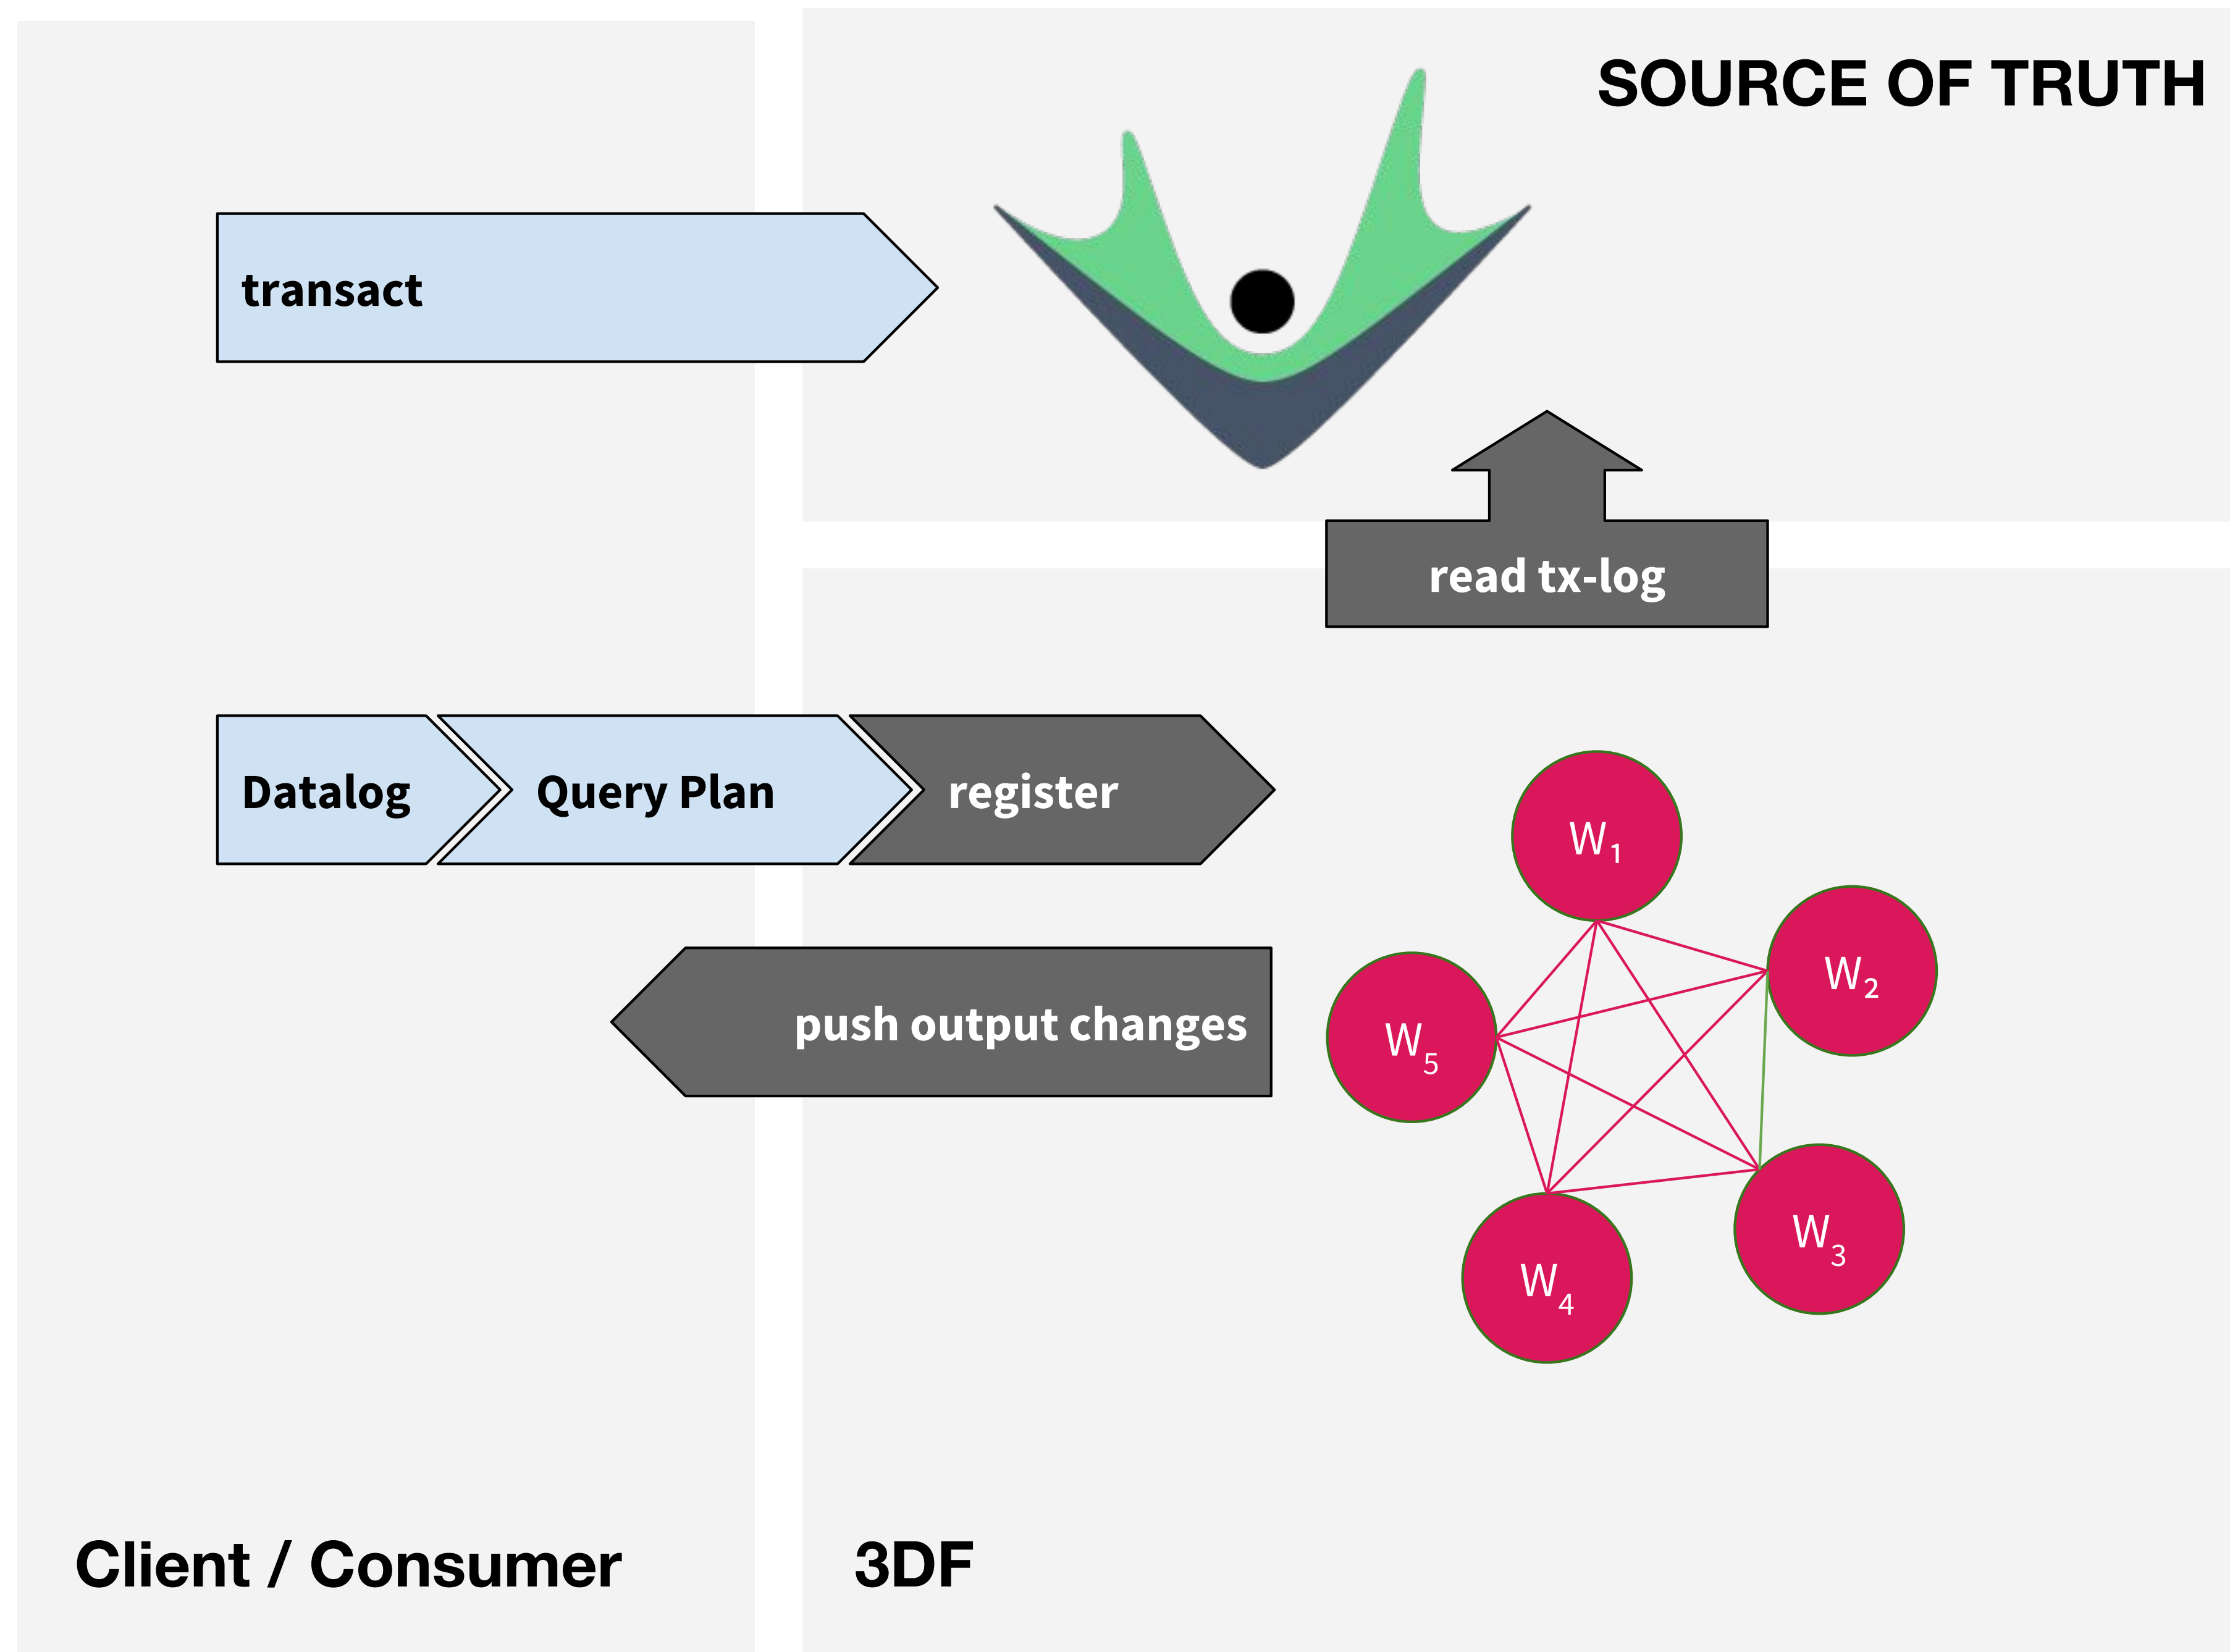 SOURCE OF TRUTH
transact
read tx-log
Datalog
Query Plan
register
push output changes
W1
W2
W5
W3
W4
Client / Consumer
3DF